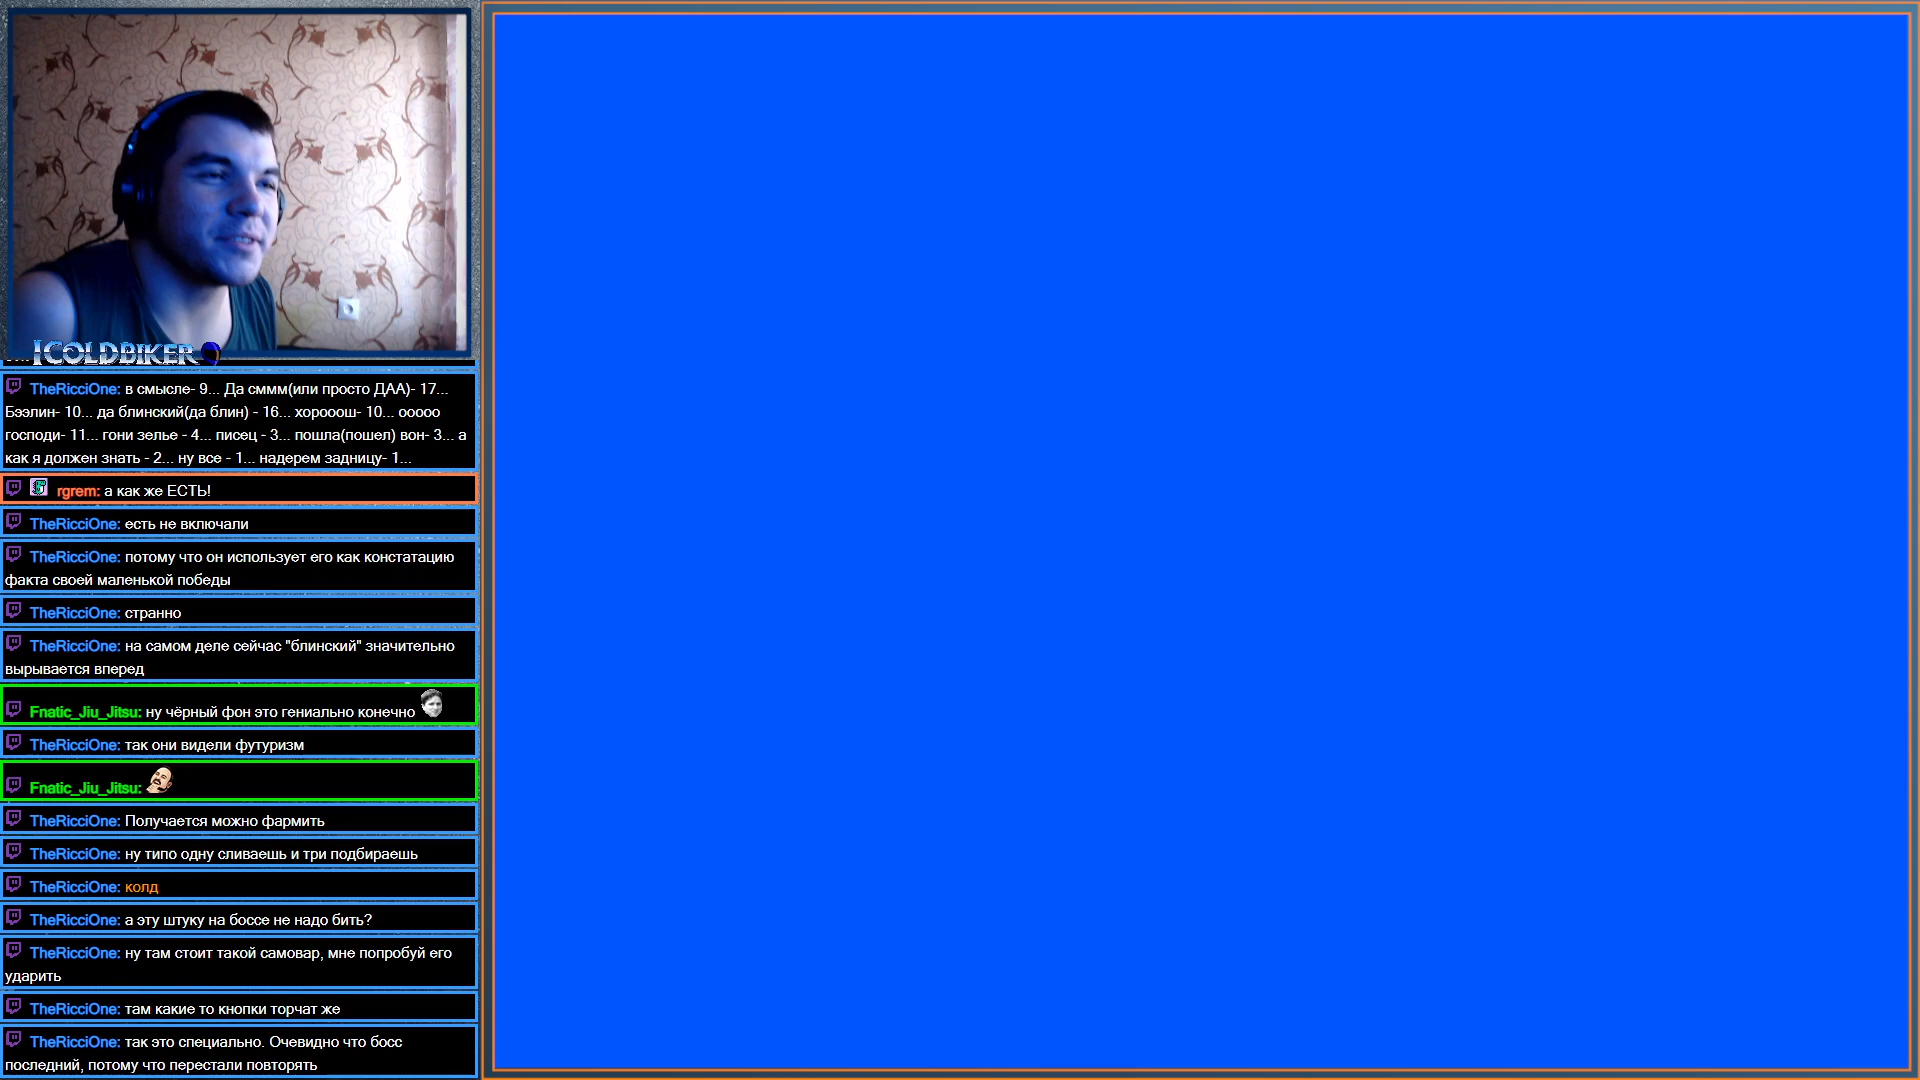 ICOLDBIKER
TheRicciOne: в смысле- 9... Да сммм(или просто ДАА)- 17...
Бээлин- 10... да блинский(да блин) - 16... хорооош- 10... ооооо
господи- 11... гони зелье - 4... писец - 3... пошла(пошел) вон- 3... а
как я должен знать - 2... ну все - 1... надерем задницу- 1...
rgrem: а как же ЕСТЬ!
TheRicciOne: есть не включали
TheRicciOne: потому что он использует его как констатацию
факта своей маленькой победы
TheRicciOne: странно
TheRicciOne: на самом деле сейчас "блинский" значительно
вырывается вперед
Fnatic_Jiu_Jitsu: ну чёрный фон это гениально конечно
TheRicciOne: так они видели футуризм
Fnatic_Jiu_Jitsu:
TheRicciOne: Получается можно фармить
TheRicciOne: ну типо одну сливаешь и три подбираешь
TheRicciOne: колд
TheRicciOne: а эту штуку на боссе не надо бить?
TheRicciOne: ну там стоит такой самовар, мне попробуй его
ударить
TheRicciOne: там какие то кнопки торчат же
TheRicciOne: так это специально. Очевидно что босс
последний, потому что перестали повторять